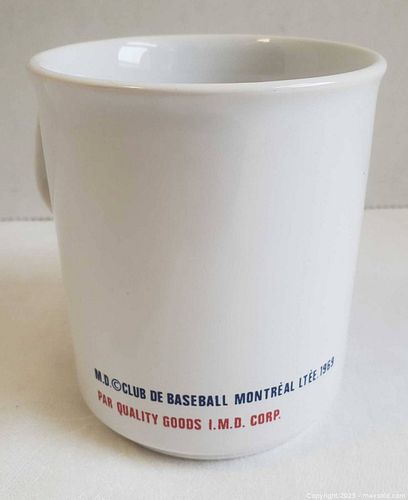 M.D. ©CLUB DE BASEBALL MONTRÉAL LTÉE. 1969
PAR QUALITY GOODS I.M.D. CORP.
Copyright 2025 - maxsold.com